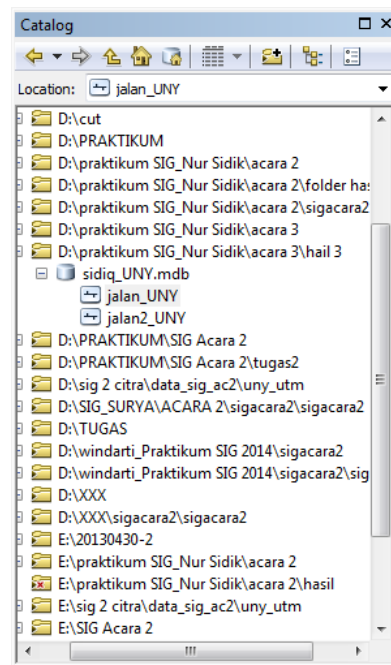 Catalog
Location: jalan_UNY
D:\cut
D:\PRAKTIKUM
D:\praktikum SIG_Nur Sidik\acara 2
D:\praktikum SIG_Nur Sidik\acara 2\folder has
D:\praktikum SIG_Nur Sidik\acara 2\sigacara2
D:\praktikum SIG_Nur Sidik\acara 3
D:\praktikum SIG_Nur Sidik\acara 3\hail 3
sidiq_UNY.mdb
jalan_UNY
jalan2_UNY
D:\PRAKTIKUM\SIG Acara 2
D:\PRAKTIKUM\SIG Acara 2\tugas2
D:\sig 2 citra\data_sig_ac2\uny_utm
D:\SIG_SURYA\ACARA 2\sigacara2\sigacara2
D:\TUGAS
D:\windarti_Praktikum SIG 2014\sigacara2
D:\windarti_Praktikum SIG 2014\sigacara2\sig
D:\XXX
D:\XXX\sigacara2\sigacara2
E:\20130430-2
E:\praktikum SIG_Nur Sidik\acara 2
E:\praktikum SIG_Nur Sidik\acara 2\hasil
E:\sig 2 citra\data_sig_ac2\uny_utm
E:\SIG Acara 2